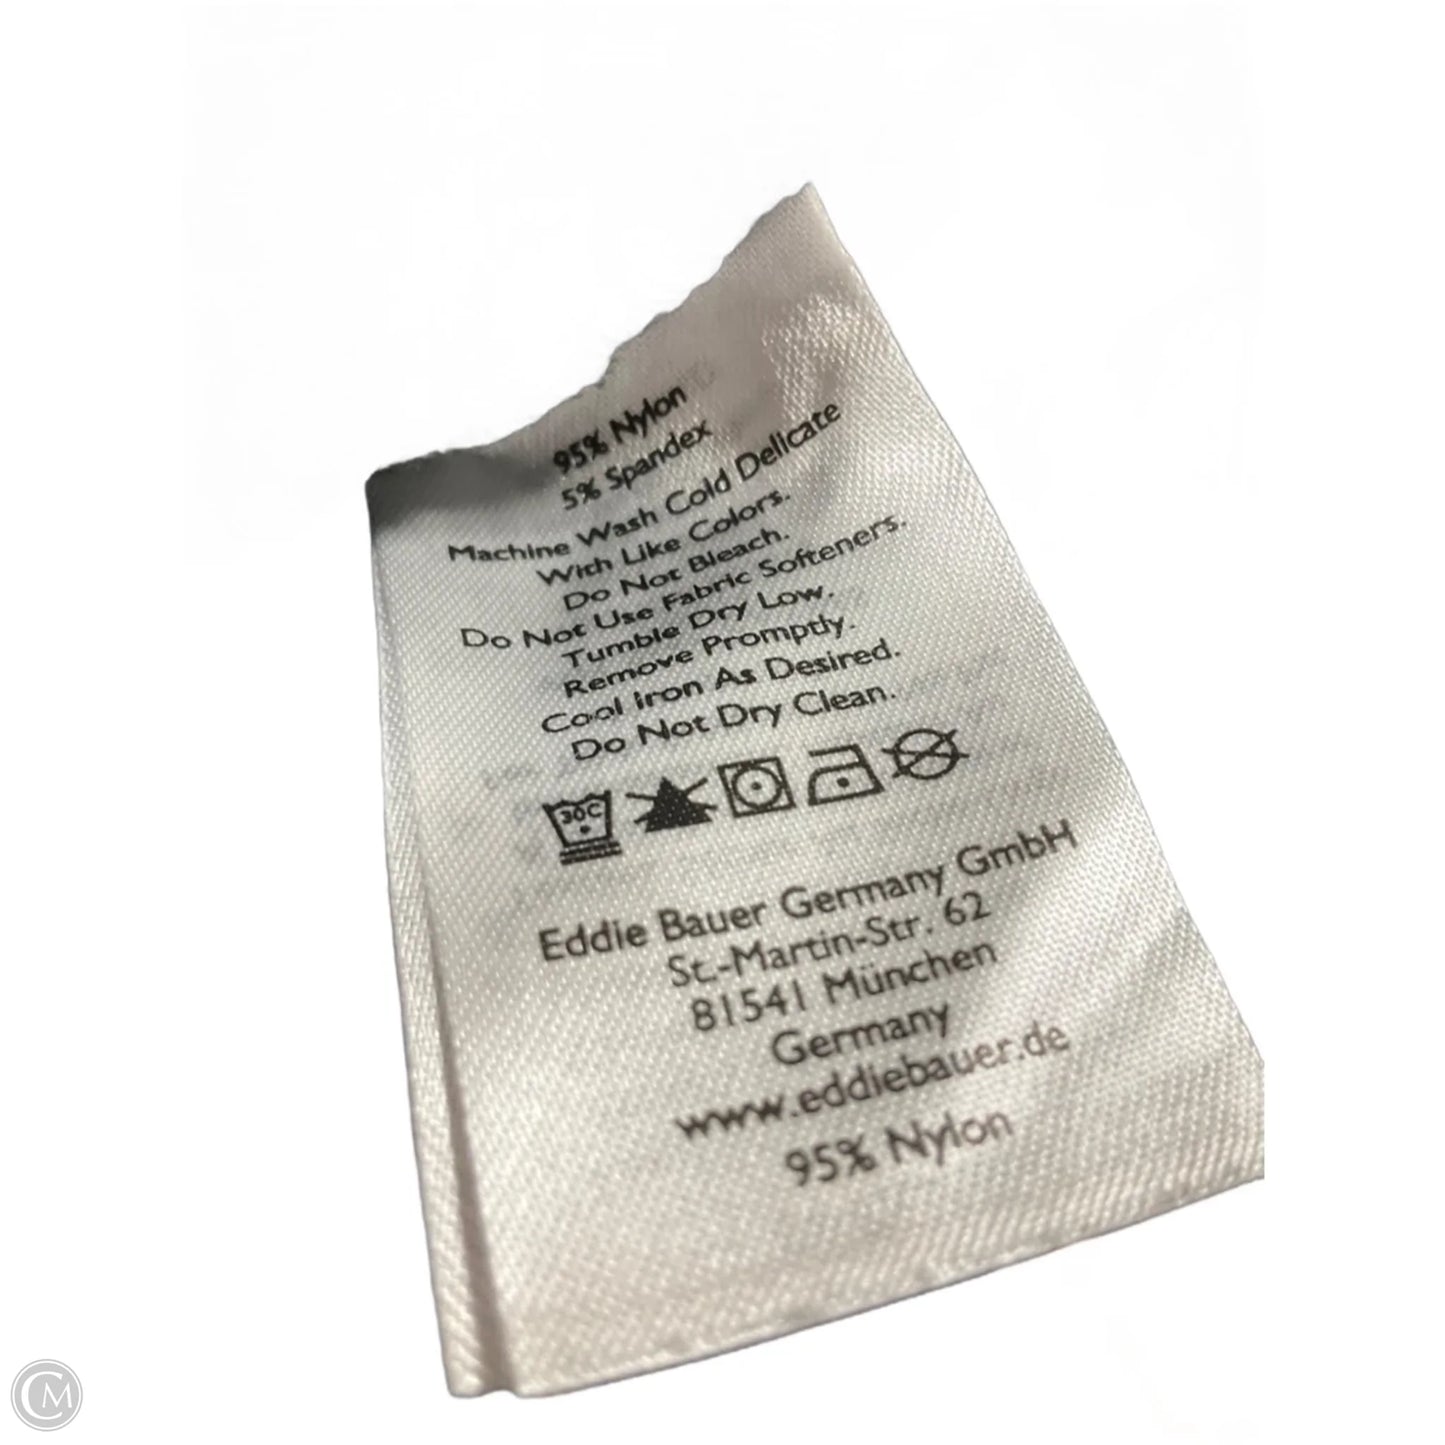 95% Nylon
5% Spandex
Machine Wash Cold Delicate
With Like Colors.
Do Not Bleach.
Do Not Use Fabric Softeners.
Tumble Dry Low.
Remove Promptly.
Cool Iron As Desired.
Do Not Dry Clean.
30C
Eddie Bauer Germany GmbH
St.-Martin-Str. 62
81541 München
Germany
www.eddiebauer.de
95% Nylon
CM